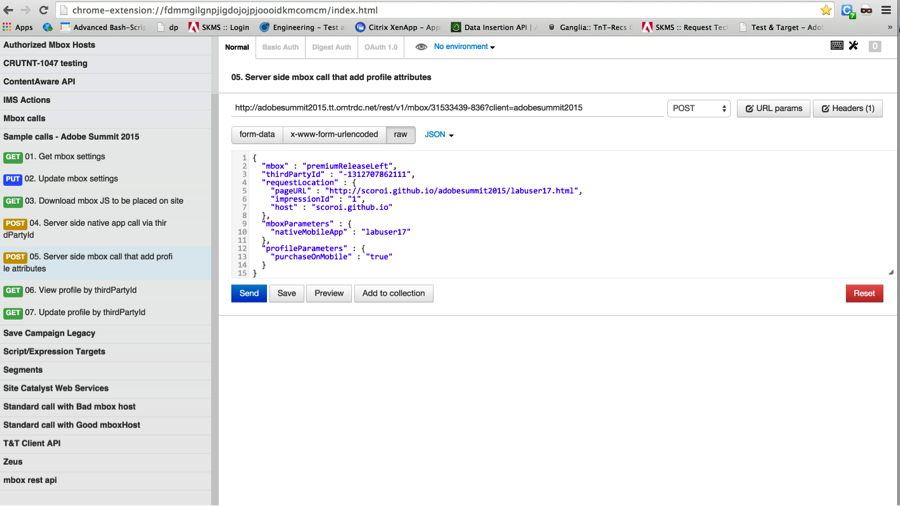 chrome-extension://fdmmgilgnpjigdojojpjoooidkmcomcm/index.html
Apps
Advanced Bash-Scrip
dp
SKMS :: Login
Engineering - Test a
Citrix XenApp - App
Data Insertion API | A
Ganglia:: TnT-Recs C
SKMS :: Request Ter
Test & Target - Adol
Authorized Mbox Hosts
CRUTNT-1047 testing
ContentAware API
IMS Actions
Mbox calls
Sample calls - Adobe Summit 2015
GET 01. Get mbox settings
PUT 02. Update mbox settings
GET 03. Download mbox JS to be placed on site
POST 04. Server side native app call via thir
dPartyId
POST 05. Server side mbox call that add profi
le attributes
GET 06. View profile by thirdPartyId
GET 07. Update profile by thirdPartyId
Save Campaign Legacy
Script/Expression Targets
Segments
Site Catalyst Web Services
Standard call with Bad mbox host
Standard call with Good mboxHost
T&T Client API
Zeus
mbox rest api
Normal Basic Auth Digest Auth OAuth 1.0 No environment 0
05. Server side mbox call that add profile attributes
http://adobesummit2015.tt.omtrdc.net/rest/v1/mbox/31533439-836?client=adobesummit2015 POST URL params Headers (1)
form-data x-www-form-urlencoded raw JSON
1 {
2 "mbox" : "premiumReleaseLeft",
3 "thirdPartyId" : "-1312707862111",
4 "requestLocation" : {
5 "pageURL" : "http://scoroi.github.io/adobesummit2015/labuser17.html",
6 "impressionId" : "1",
7 "host" : "scoroi.github.io"
8 },
9 "mboxParameters" : {
10 "nativeMobileApp" : "labuser17"
11 },
12 "profileParameters" : {
13 "purchaseOnMobile" : "true"
14 }
15 }
Send Save Preview Add to collection Reset